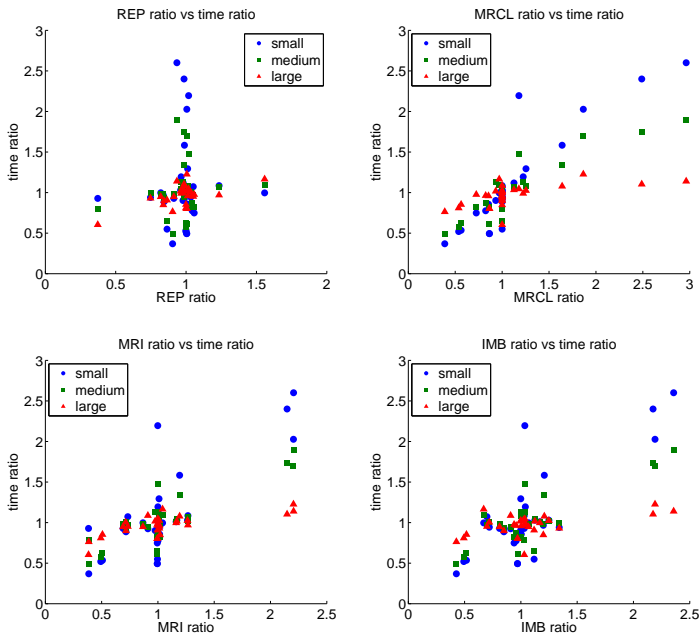 REP ratio vs time ratio
3
2.5
2
1.5
1
0.5
0
time ratio
small
medium
large
0 0.5 1 1.5 2
REP ratio
MRCL ratio vs time ratio
3
2.5
2
1.5
1
0.5
0
time ratio
small
medium
large
0 0.5 1 1.5 2 2.5 3
MRCL ratio
MRI ratio vs time ratio
3
2.5
2
1.5
1
0.5
0
time ratio
small
medium
large
0 0.5 1 1.5 2 2.5
MRI ratio
IMB ratio vs time ratio
3
2.5
2
1.5
1
0.5
0
time ratio
small
medium
large
0 0.5 1 1.5 2 2.5
IMB ratio